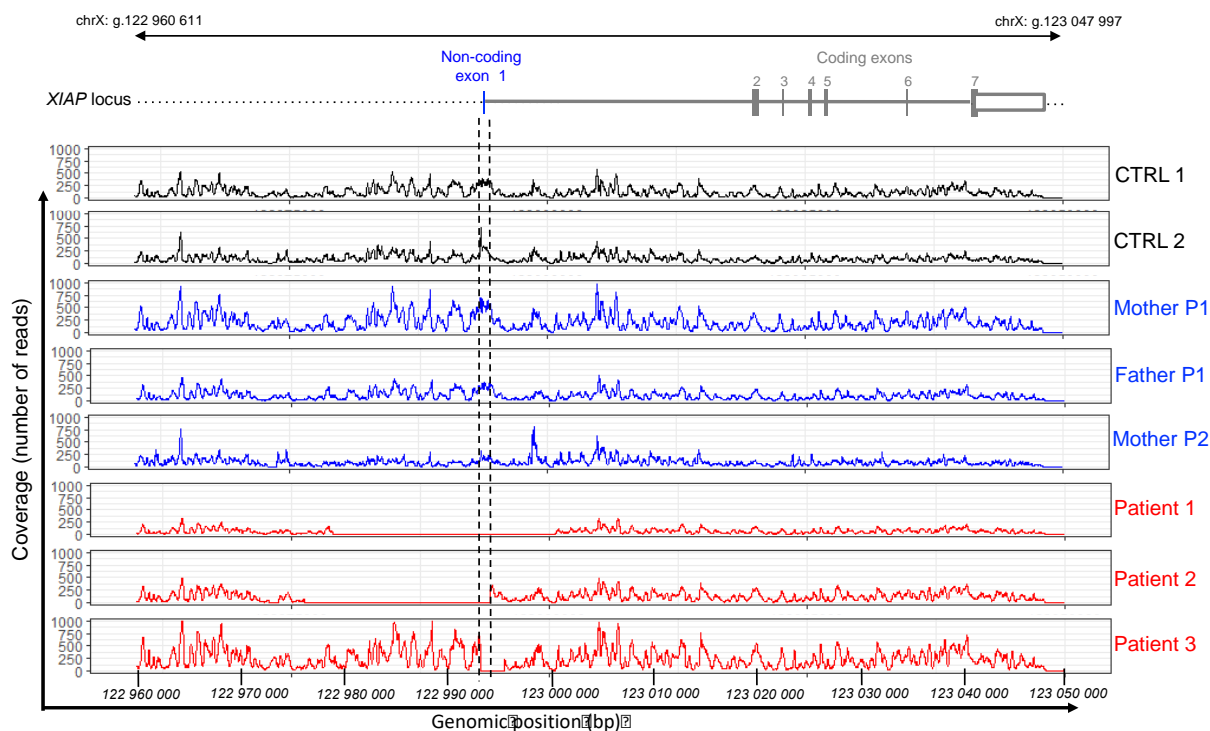 chrX: g.122 960 611
chrX: g.123 047 997
Non-coding
exon 1
Coding exons
XIAP locus
2
3
4
5
6
7
1000
750
500
250
0
CTRL 1
1000
750
500
250
0
CTRL 2
1000
750
500
250
0
Mother P1
1000
750
500
250
0
Father P1
1000
750
500
250
0
Mother P2
1000
750
500
250
0
Patient 1
1000
750
500
250
0
Patient 2
1000
750
500
250
0
Patient 3
Coverage (number of reads)
122 960 000
122 970 000
122 980 000
122 990 000
123 000 000
123 010 000
123 020 000
123 030 000
123 040 000
123 050 000
Genomic position (bp)